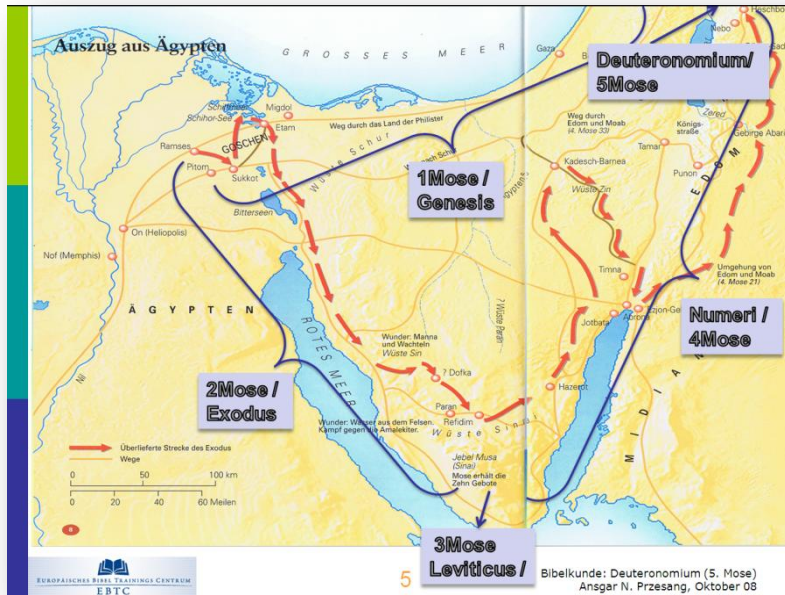 Auszug aus Ägypten
GROSSES MEER
Gaza
Heschbon
Nebo
Deuteronomium/
5Mose
Schilfmeer
Schihor-See
Migdol
Etam
GOSCHEN
Weg durch das Land der Philister
Ramses
Pitom
Sukkot
Wüste Schur
1Mose /
Genesis
Weg durch
Edom und Moab
(4. Mose 33)
Zered
Königs-
straße
Gebirge Abarim
Tamar
Kadesch-Barnea
Punon
EDOM
Bitterseen
Wüste Zin
On (Heliopolis)
Nof (Memphis)
Timna
Umgehung von
Edom und Moab
(4. Mose 21)
ÄGYPTEN
? Wüste Paran
Jotbata
Abrona
Numeri /
4Mose
ROTES MEER
Wunder: Manna
und Wachteln
Wüste Sin
? Dofka
2Mose /
Exodus
Nil
Paran
Refidim
Hazerot
MIDIAN
Wunder: Wasser aus dem Felsen.
Kampf gegen die Amalekiter.
Wüste Sinai
Überlieferte Strecke des Exodus
Wege
Jebel Musa
(Sinai)
Mose erhält die
Zehn Gebote
0 50 100 km
0 20 40 60 Meilen
3Mose
Leviticus /
EUROPÄISCHES BIBEL TRAININGS CENTRUM
EBTC
5
Bibelkunde: Deuteronomium (5. Mose)
Ansgar N. Przesang, Oktober 08